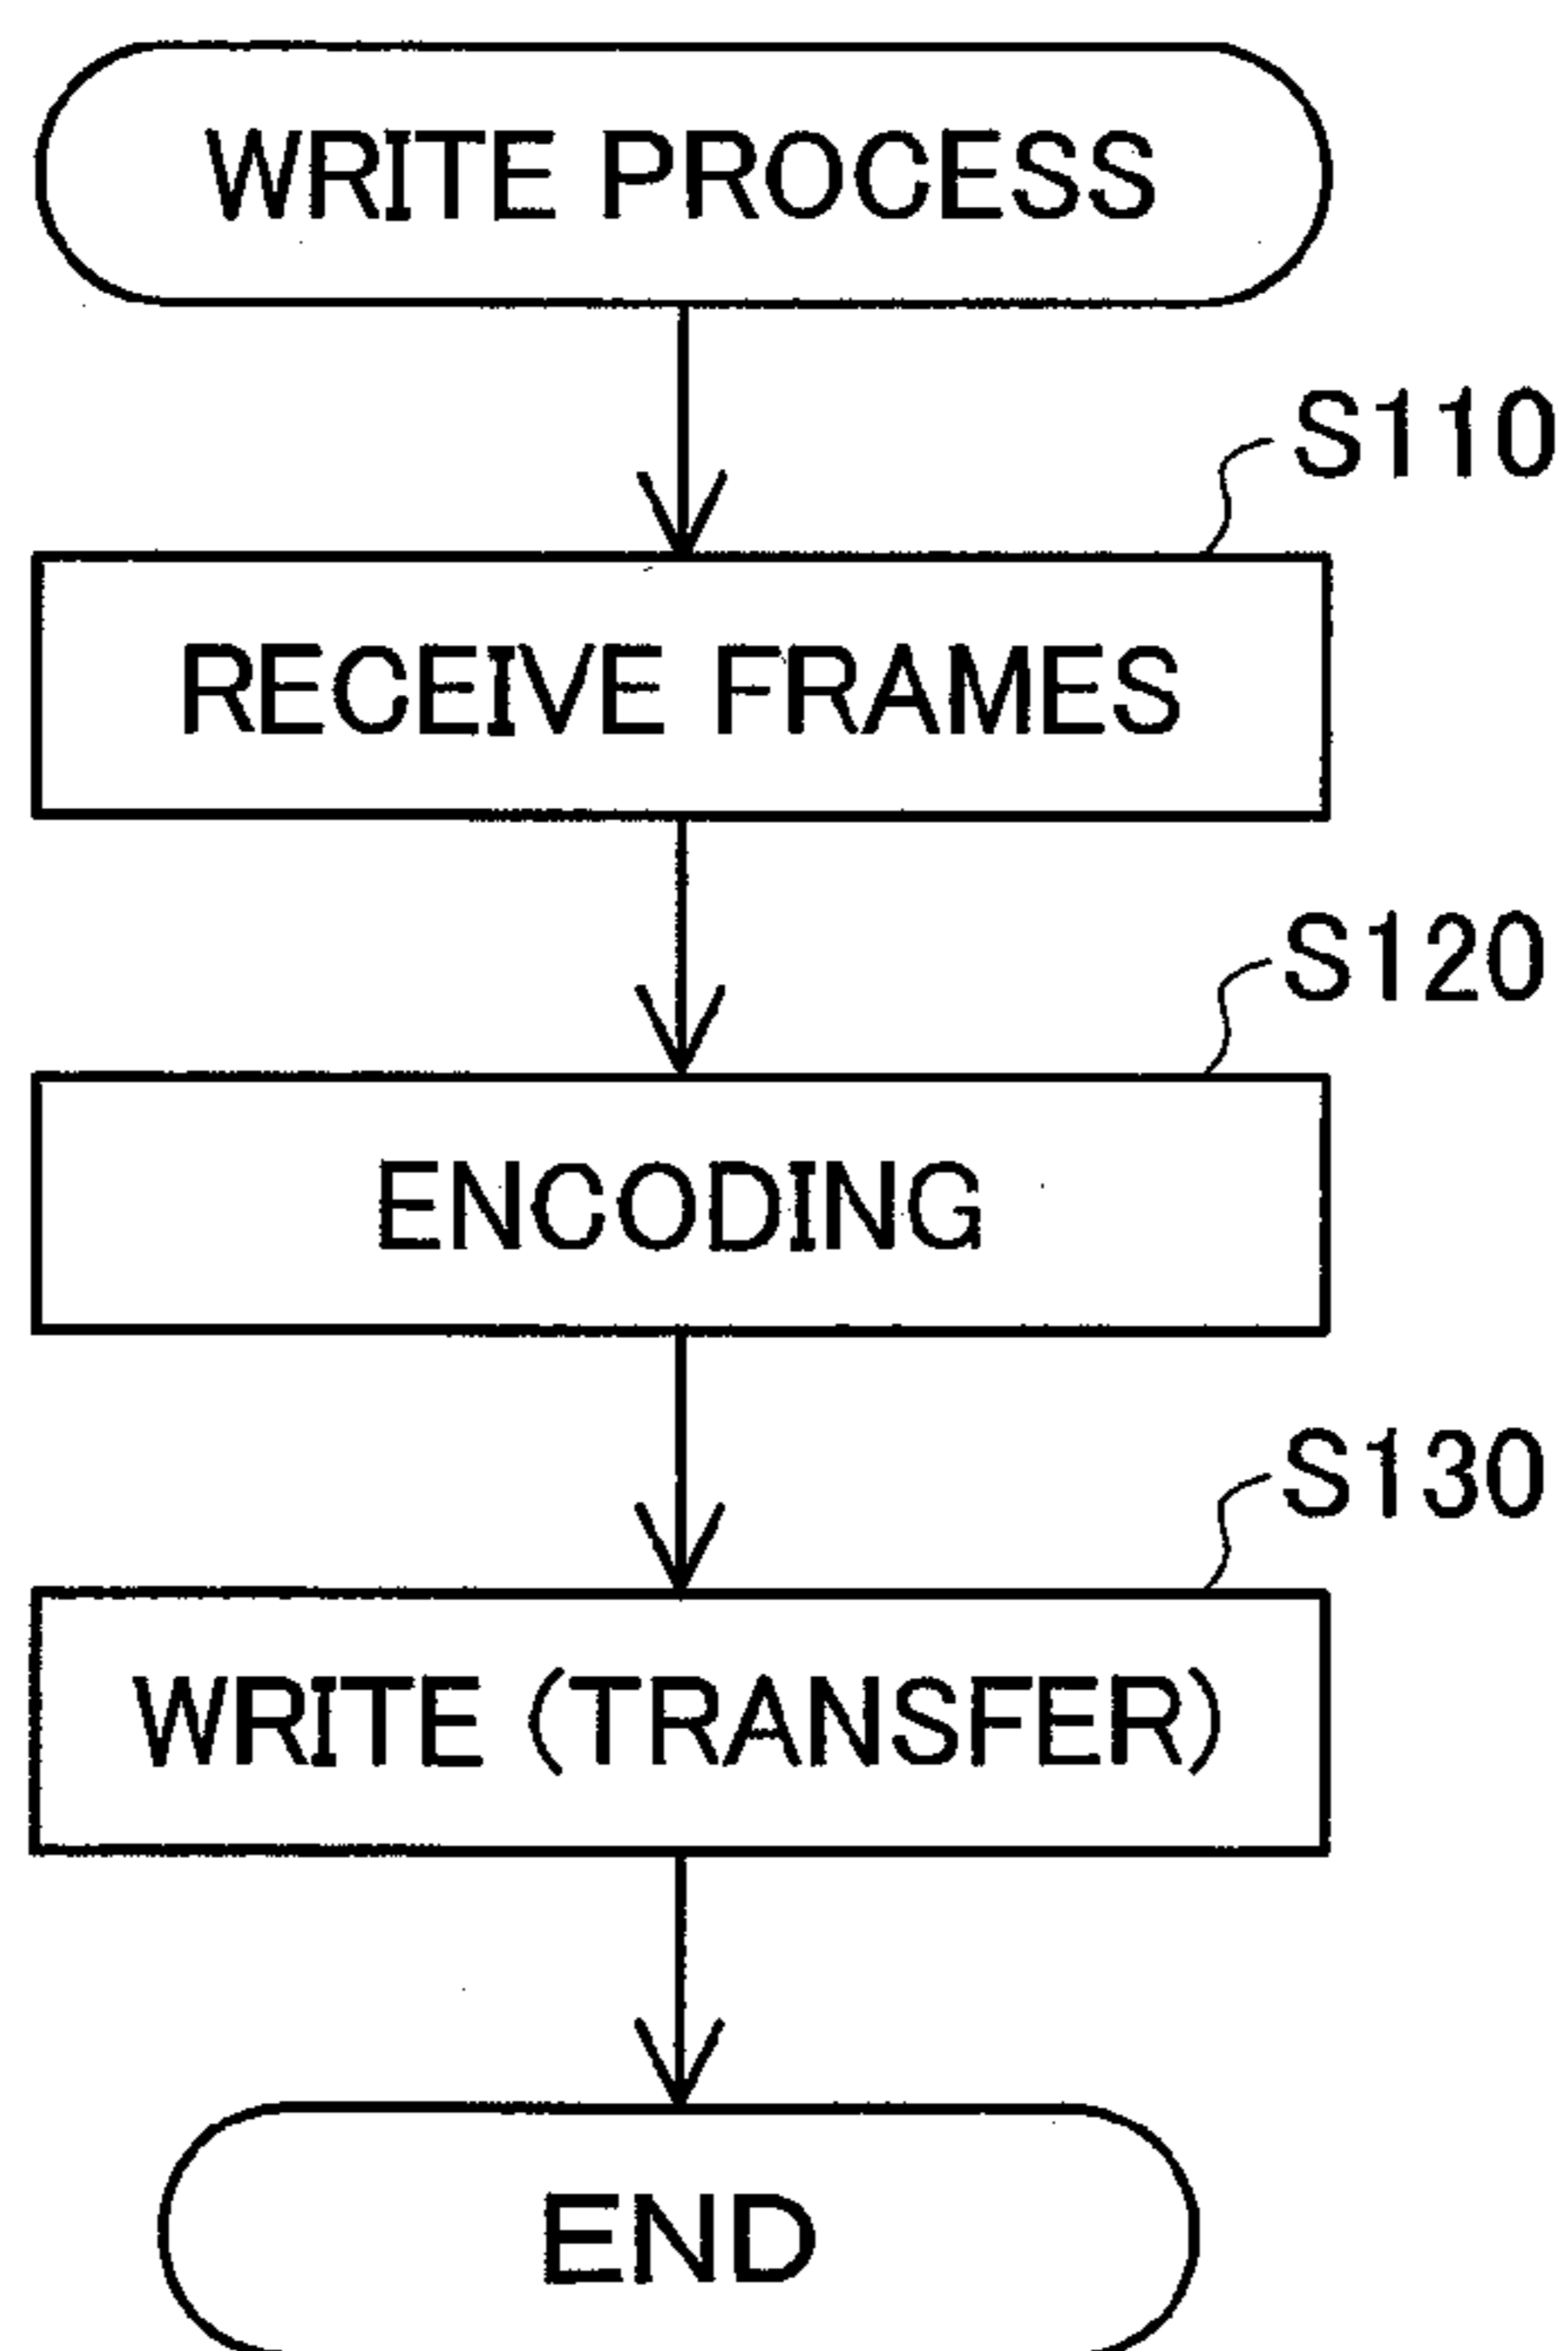 WRITE PROCESS
S110
RECEIVE FRAMES
S120
ENCODING
S130
WRITE (TRANSFER)
END